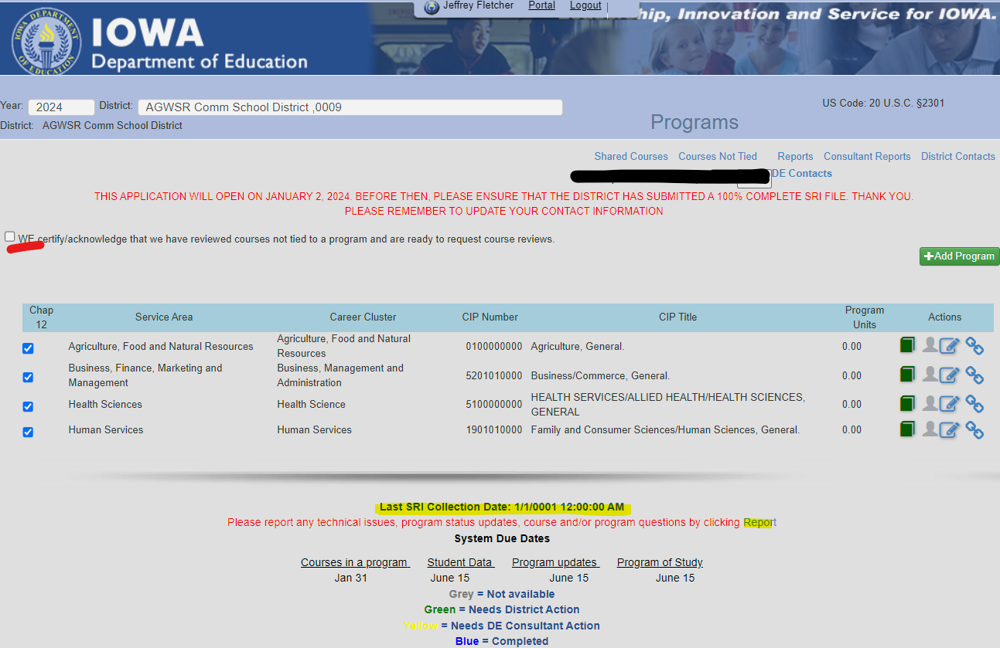 Jeffrey Fletcher Portal Logout
hip, Innovation and Service for IOWA.
IOWA DEPARTMENT OF EDUCATION
IOWA
Department of Education
Year: 2024 District: AGWSR Comm School District ,0009
US Code: 20 U.S.C. §2301
District: AGWSR Comm School District
Programs
Shared Courses Courses Not Tied Reports Consultant Reports District Contacts
DE Contacts
THIS APPLICATION WILL OPEN ON JANUARY 2, 2024. BEFORE THEN, PLEASE ENSURE THAT THE DISTRICT HAS SUBMITTED A 100% COMPLETE SRI FILE. THANK YOU.
PLEASE REMEMBER TO UPDATE YOUR CONTACT INFORMATION
WE certify/acknowledge that we have reviewed courses not tied to a program and are ready to request course reviews.
+Add Program
Chap 12 Service Area Career Cluster CIP Number CIP Title Program Units Actions
Agriculture, Food and Natural Resources Agriculture, Food and Natural Resources 0100000000 Agriculture, General. 0.00
Business, Finance, Marketing and Management Business, Management and Administration 5201010000 Business/Commerce, General. 0.00
Health Sciences Health Science 5100000000 HEALTH SERVICES/ALLIED HEALTH/HEALTH SCIENCES, GENERAL 0.00
Human Services Human Services 1901010000 Family and Consumer Sciences/Human Sciences, General. 0.00
Last SRI Collection Date: 1/1/0001 12:00:00 AM
Please report any technical issues, program status updates, course and/or program questions by clicking Report
System Due Dates
Courses in a program Student Data Program updates Program of Study
Jan 31 June 15 June 15 June 15
Grey = Not available
Green = Needs District Action
Yellow = Needs DE Consultant Action
Blue = Completed